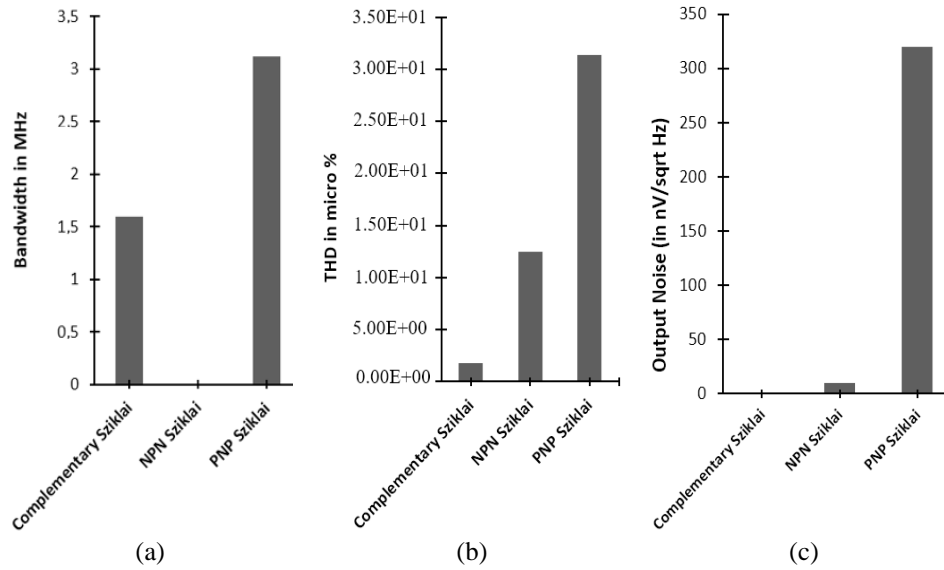 Bandwidth in MHz
3,5
3
2.5
2
1.5
1
0,5
0
Complementary Sziklai
NPN Sziklai
PNP Sziklai
(a)
THD in micro %
3.50E+01
3.00E+01
2.50E+01
2.00E+01
1.50E+01
1.00E+01
5.00E+00
0.00E+00
Complementary Sziklai
NPN Sziklai
PNP Sziklai
(b)
Output Noise (in nV/sqrt Hz)
350
300
250
200
150
100
50
0
Complementary Sziklai
NPN Sziklai
PNP Sziklai
(c)